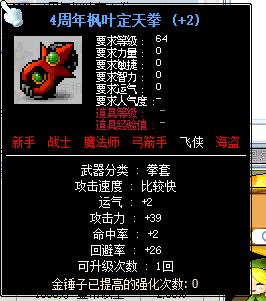 4周年枫叶定天拳 (+2)
要求等级 : 64
要求力量 : 0
要求敏捷 : 0
要求智力 : 0
要求运气 : 0
要求人气度 : -
道具等级 : -
道具经验值 : -
新手 战士 魔法师 弓箭手 飞侠 海盗
武器分类 : 拳套
攻击速度 : 比较快
运气 : +2
攻击力 : +39
命中率 : +2
回避率 : +26
可升级次数 : 1回
金锤子已提高的强化次数: 0